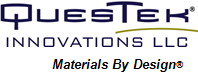 QUESTEK®
INNOVATIONS LLC
Materials By Design®